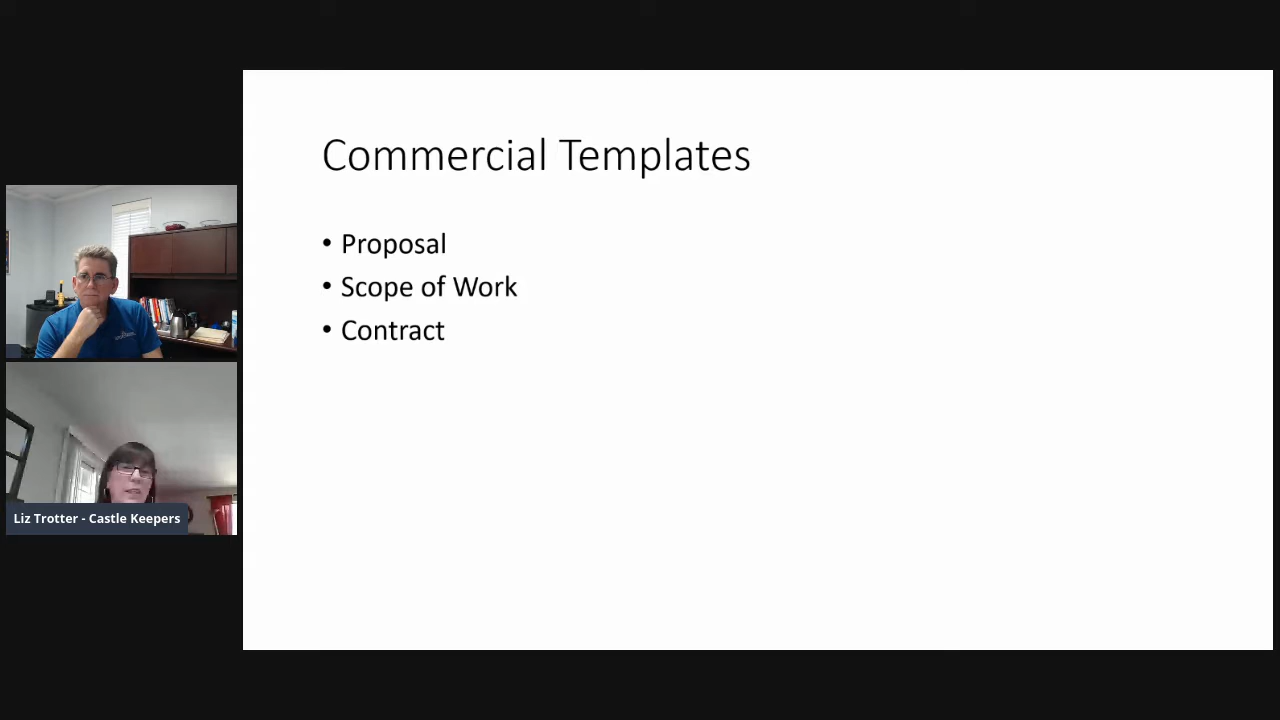 Commercial Templates
• Proposal
• Scope of Work
• Contract
Liz Trotter - Castle Keepers